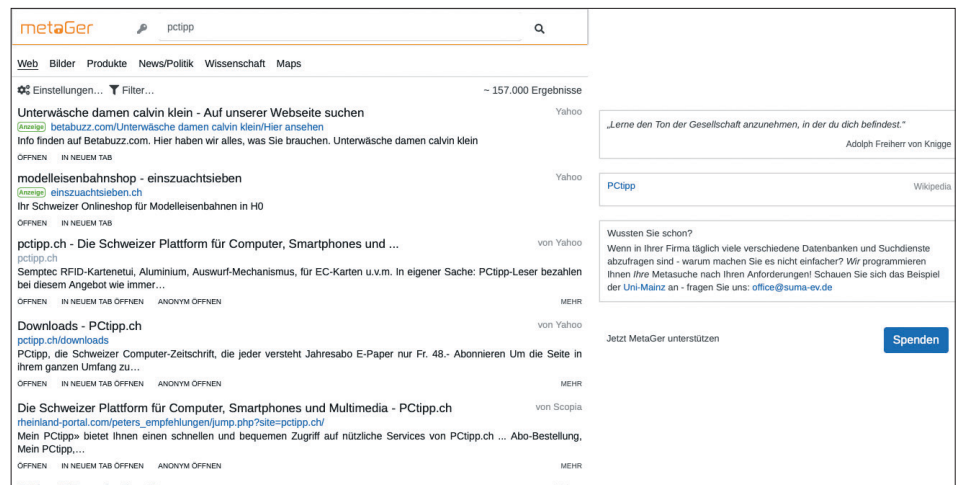 metaGer
pctipp
Web Bilder Produkte News/Politik Wissenschaft Maps
Einstellungen... Filter...
~ 157.000 Ergebnisse
Unterwäsche damen calvin klein - Auf unserer Webseite suchen
Yahoo
Anzeige betabuzz.com/Unterwäsche damen calvin klein/Hier ansehen
Info finden auf Betabuzz.com. Hier haben wir alles, was Sie brauchen. Unterwäsche damen calvin klein
ÖFFNEN IN NEUEM TAB
modelleisenbahnshop - einszuachtsieben
Yahoo
Anzeige einszuachtsieben.ch
Ihr Schweizer Onlineshop für Modelleisenbahnen in H0
ÖFFNEN IN NEUEM TAB
pctipp.ch - Die Schweizer Plattform für Computer, Smartphones und ...
von Yahoo
pctipp.ch
Semptec RFID-Kartenetui, Aluminium, Auswurf-Mechanismus, für EC-Karten u.v.m. In eigener Sache: PCtipp-Leser bezahlen
bei diesem Angebot wie immer…
ÖFFNEN IN NEUEM TAB ÖFFNEN ANONYM ÖFFNEN
MEHR
Downloads - PCtipp.ch
von Yahoo
pctipp.ch/downloads
PCtipp, die Schweizer Computer-Zeitschrift, die jeder versteht Jahresabo E-Paper nur Fr. 48.- Abonnieren Um die Seite in
ihrem ganzen Umfang zu…
ÖFFNEN IN NEUEM TAB ÖFFNEN ANONYM ÖFFNEN
MEHR
Die Schweizer Plattform für Computer, Smartphones und Multimedia - PCtipp.ch
von Scopia
rheinland-portal.com/peters_empfehlungen/jump.php?site=pctipp.ch/
Mein PCtipp» bietet Ihnen einen schnellen und bequemen Zugriff auf nützliche Services von PCtipp.ch ... Abo-Bestellung,
Mein PCtipp,…
ÖFFNEN IN NEUEM TAB ÖFFNEN ANONYM ÖFFNEN
MEHR
„Lerne den Ton der Gesellschaft anzunehmen, in der du dich befindest."
Adolph Freiherr von Knigge
PCtipp
Wikipedia
Wussten Sie schon?
Wenn in Ihrer Firma täglich viele verschiedene Datenbanken und Suchdienste
abzufragen sind - warum machen Sie es nicht einfacher? Wir programmieren
Ihnen Ihre Metasuche nach Ihren Anforderungen! Schauen Sie sich das Beispiel
der Uni-Mainz an - fragen Sie uns: office@suma-ev.de
Jetzt MetaGer unterstützen
Spenden